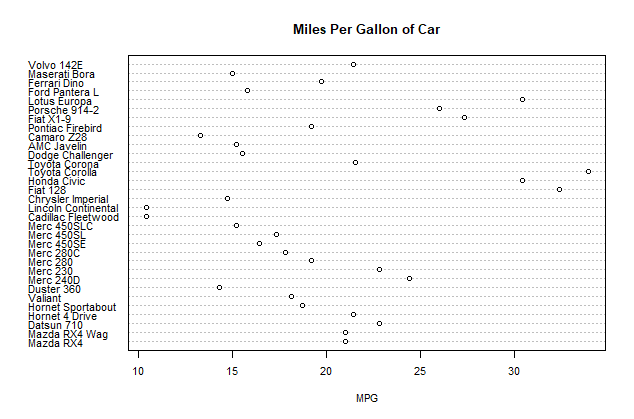 Miles Per Gallon of Car
Volvo 142E
Maserati Bora
Ferrari Dino
Ford Pantera L
Lotus Europa
Porsche 914-2
Fiat X1-9
Pontiac Firebird
Camaro Z28
AMC Javelin
Dodge Challenger
Toyota Corona
Toyota Corolla
Honda Civic
Fiat 128
Chrysler Imperial
Lincoln Continental
Cadillac Fleetwood
Merc 450SLC
Merc 450SL
Merc 450SE
Merc 280C
Merc 280
Merc 230
Merc 240D
Duster 360
Valiant
Hornet Sportabout
Hornet 4 Drive
Datsun 710
Mazda RX4 Wag
Mazda RX4
10 15 20 25 30
MPG